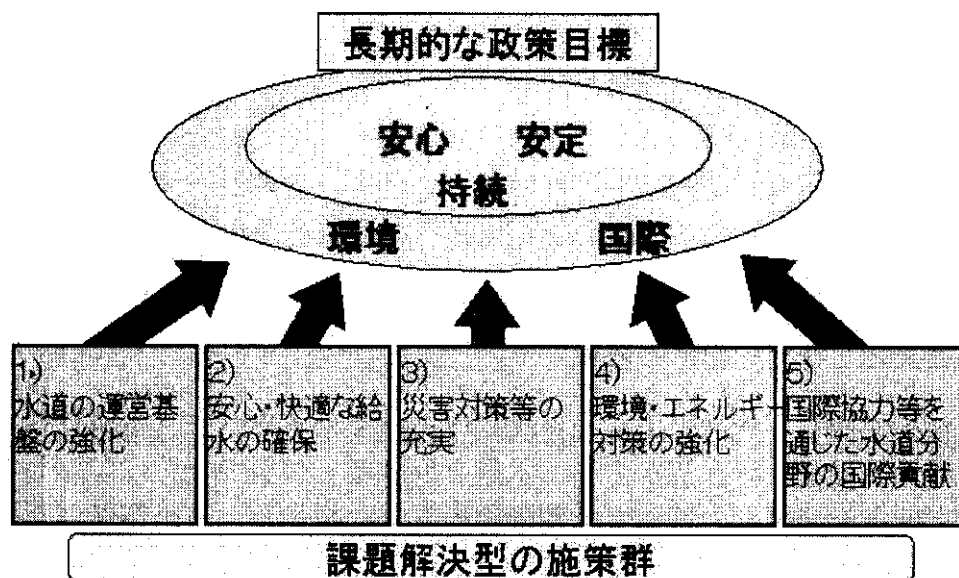 長期的な政策目標
安心 安定
持続
環境 国際
1)
水道の運営基
盤の強化
2)
安心・快適な給
水の確保
3)
災害対策等の
充実
4)
環境・エネルギー
対策の強化
5)
国際協力等を
通じた水道分
野の国際貢献
課題解決型の施策群